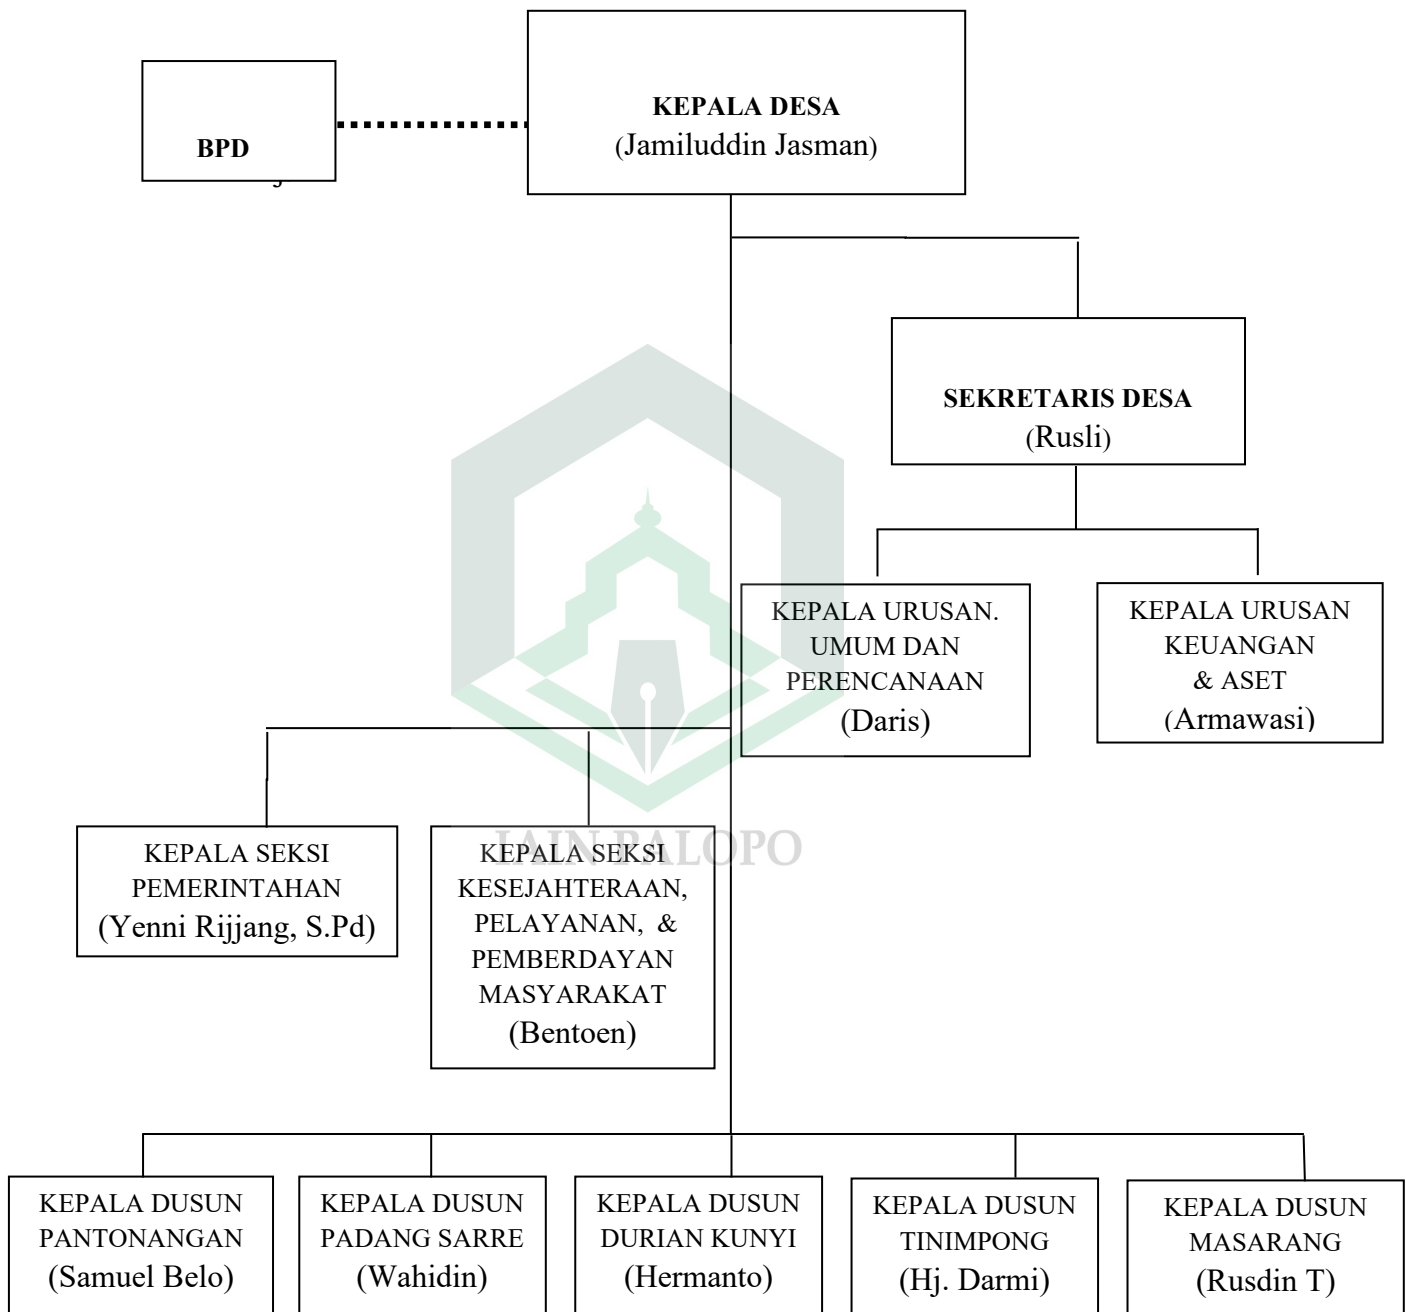 KEPALA DESA
(Jamiluddin Jasman)
BPD
SEKRETARIS DESA
(Rusli)
KEPALA URUSAN.
UMUM DAN
PERENCANAAN
(Daris)
KEPALA URUSAN
KEUANGAN
& ASET
(Armawasi)
KEPALA SEKSI
PEMERINTAHAN
(Yenni Rijjang, S.Pd)
KEPALA SEKSI
KESEJAHTERAAN,
PELAYANAN, &
PEMBERDAYAN
MASYARAKAT
(Bentoen)
IAIN PALOPO
KEPALA DUSUN
PANTONANGAN
(Samuel Belo)
KEPALA DUSUN
PADANG SARRE
(Wahidin)
KEPALA DUSUN
DURIAN KUNYI
(Hermanto)
KEPALA DUSUN
TINIMPONG
(Hj. Darmi)
KEPALA DUSUN
MASARANG
(Rusdin T)